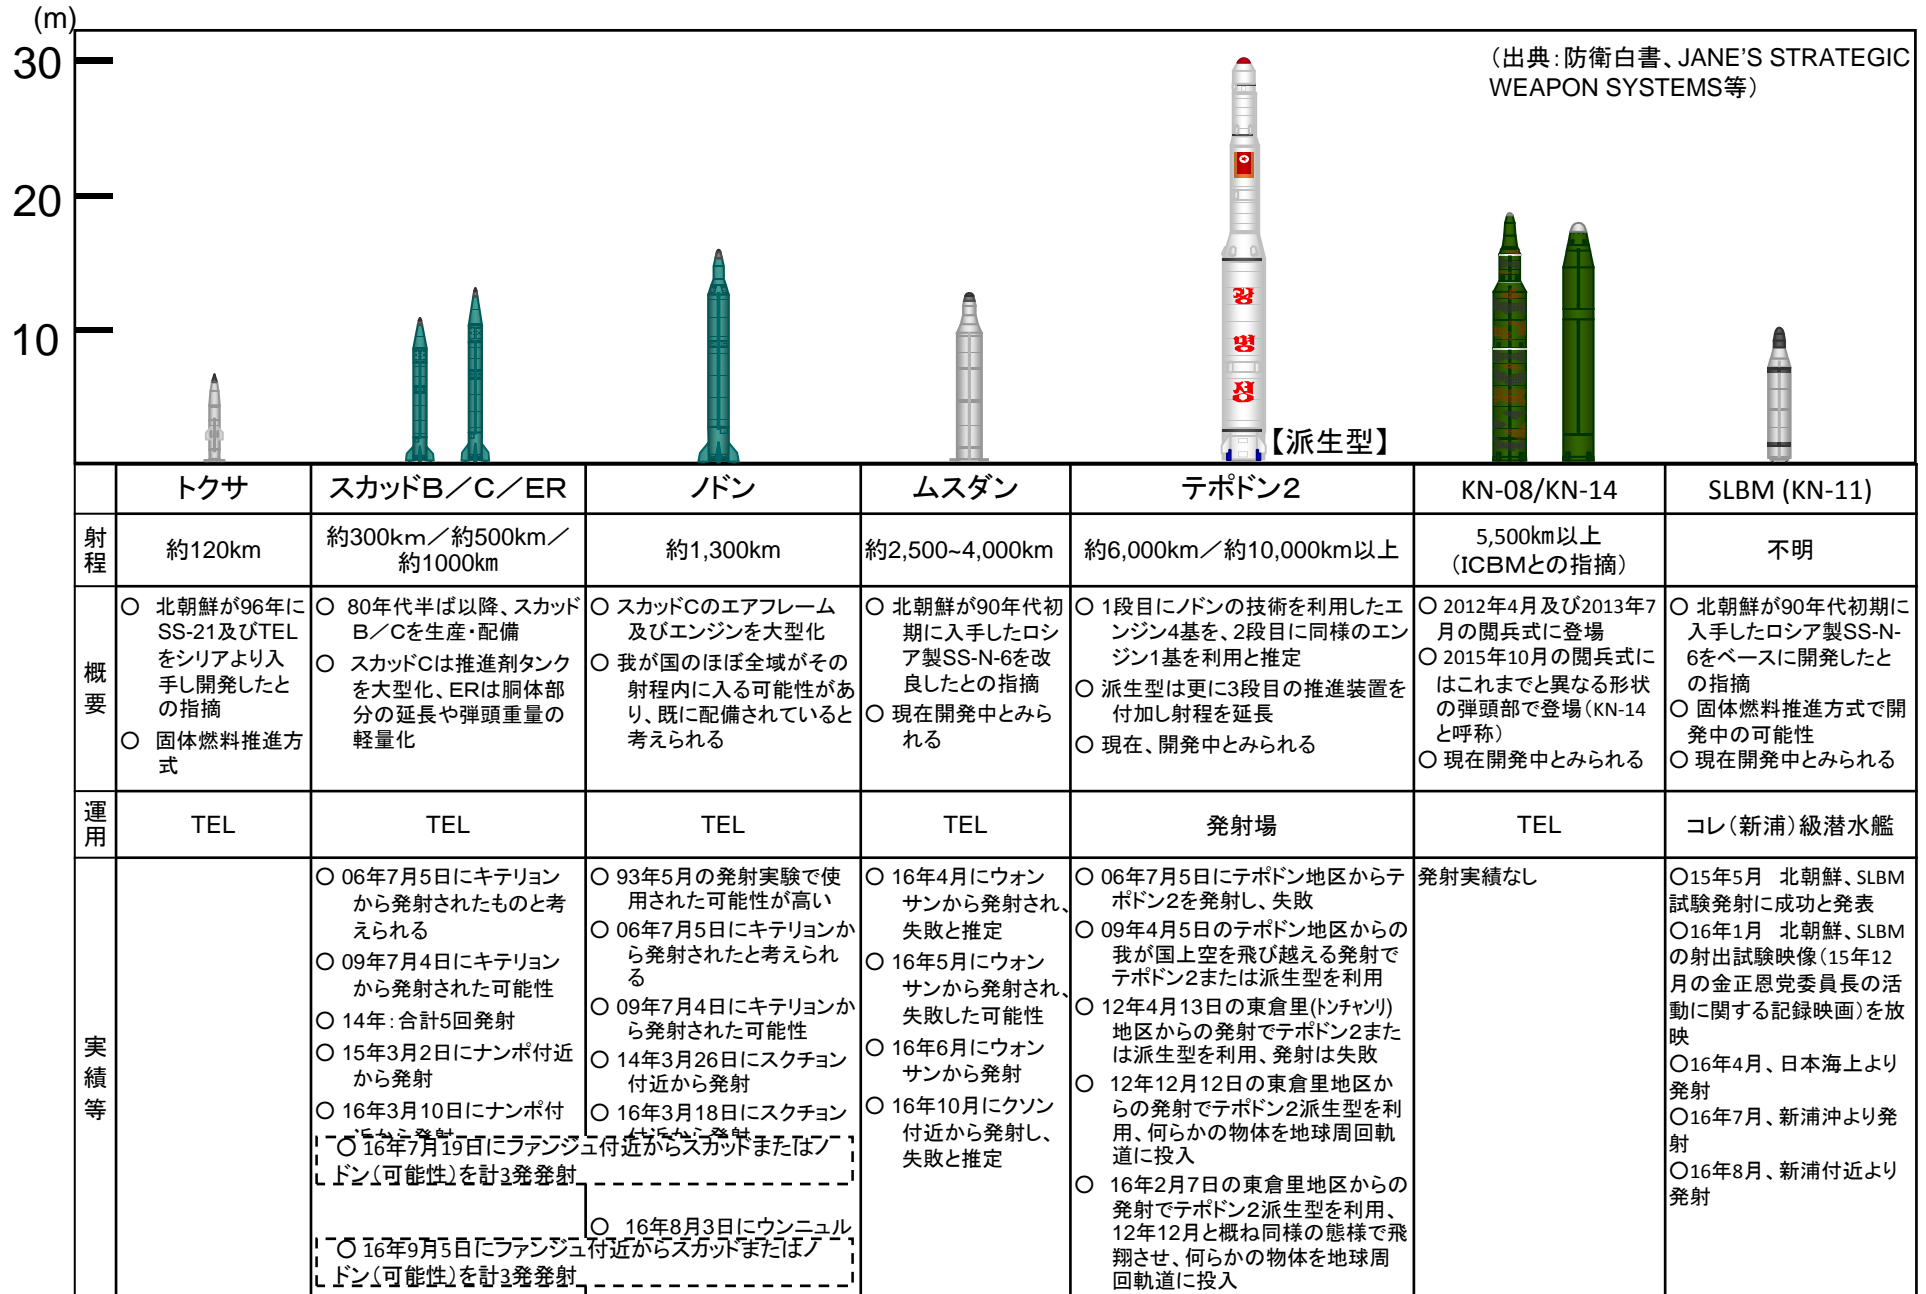 (m)
30
20
10
（出典：防衛白書、JANE'S STRATEGIC
WEAPON SYSTEMS等）
광
명
성
【派生型】
トクサ
スカッドB／C／ER
ノドン
ムスダン
テポドン２
KN-08/KN-14
SLBM (KN-11)
射程
約120km
約300km／約500km／
約1000㎞
約1,300km
約2,500~4,000km
約6,000km／約10,000km以上
5,500㎞以上
（ICBMとの指摘）
不明
概要
○ 北朝鮮が96年に
SS-21及びTEL
をシリアより入
手し開発したと
の指摘
○ 固体燃料推進方
式
○ 80年代半ば以降、スカッド
B／Cを生産・配備
○ スカッドCは推進剤タンク
を大型化、ERは胴体部
分の延長や弾頭重量の
軽量化
○ スカッドCのエアフレーム
及びエンジンを大型化
○ 我が国のほぼ全域がその
射程内に入る可能性があ
り、既に配備されていると
考えられる
○ 北朝鮮が90年代初
期に入手したロシ
ア製SS-N-6を改
良したとの指摘
○ 現在開発中とみら
れる
○ 1段目にノドンの技術を利用したエ
ンジン4基を、2段目に同様のエン
ジン1基を利用と推定
○ 派生型は更に3段目の推進装置を
付加し射程を延長
○ 現在、開発中とみられる
○ 2012年4月及び2013年7
月の閲兵式に登場
○ 2015年10月の閲兵式に
はこれまでと異なる形状
の弾頭部で登場（KN-14
と呼称）
○ 現在開発中とみられる
○ 北朝鮮が90年代初期に
入手したロシア製SS-N-
6をベースに開発したと
の指摘
○ 固体燃料推進方式で開
発中の可能性
○ 現在開発中とみられる
運用
TEL
TEL
TEL
TEL
発射場
TEL
コレ（新浦）級潜水艦
実績等
○ 06年7月5日にキテリョン
から発射されたものと考
えられる
○ 09年7月4日にキテリョン
から発射された可能性
○ 14年：合計5回発射
○ 15年3月2日にナンポ付近
から発射
○ 16年3月10日にナンポ付
近から発射
○ 93年5月の発射実験で使
用された可能性が高い
○ 06年7月5日にキテリョンか
ら発射されたと考えられ
る
○ 09年7月4日にキテリョンか
ら発射された可能性
○ 14年3月26日にスクチョン
付近から発射
○ 16年3月18日にスクチョン
付近から発射
○ 16年7月19日にファンジュ付近からスカッドまたはノ
ドン（可能性）を計3発発射
○ 16年8月3日にウンニュル
○ 16年9月5日にファンジュ付近からスカッドまたはノ
ドン（可能性）を計3発発射
○ 16年4月にウォン
サンから発射され、
失敗と推定
○ 16年5月にウォン
サンから発射され、
失敗した可能性
○ 16年6月にウォン
サンから発射
○ 16年10月にクソン
付近から発射し、
失敗と推定
○ 06年7月5日にテポドン地区からテ
ポドン2を発射し、失敗
○ 09年4月5日のテポドン地区からの
我が国上空を飛び越える発射で
テポドン2または派生型を利用
○ 12年4月13日の東倉里(トンチャンリ)
地区からの発射でテポドン2また
は派生型を利用、発射は失敗
○ 12年12月12日の東倉里地区か
らの発射でテポドン2派生型を利
用、何らかの物体を地球周回軌
道に投入
○ 16年2月7日の東倉里地区からの
発射でテポドン2派生型を利用、
12年12月と概ね同様の態様で飛
翔させ、何らかの物体を地球周
回軌道に投入
発射実績なし
○15年5月　北朝鮮、SLBM
試験発射に成功と発表
○16年1月　北朝鮮、SLBM
の射出試験映像（15年12
月の金正恩党委員長の活
動に関する記録映画）を放
映
○16年4月、日本海上より
発射
○16年7月、新浦沖より発
射
○16年8月、新浦付近より
発射